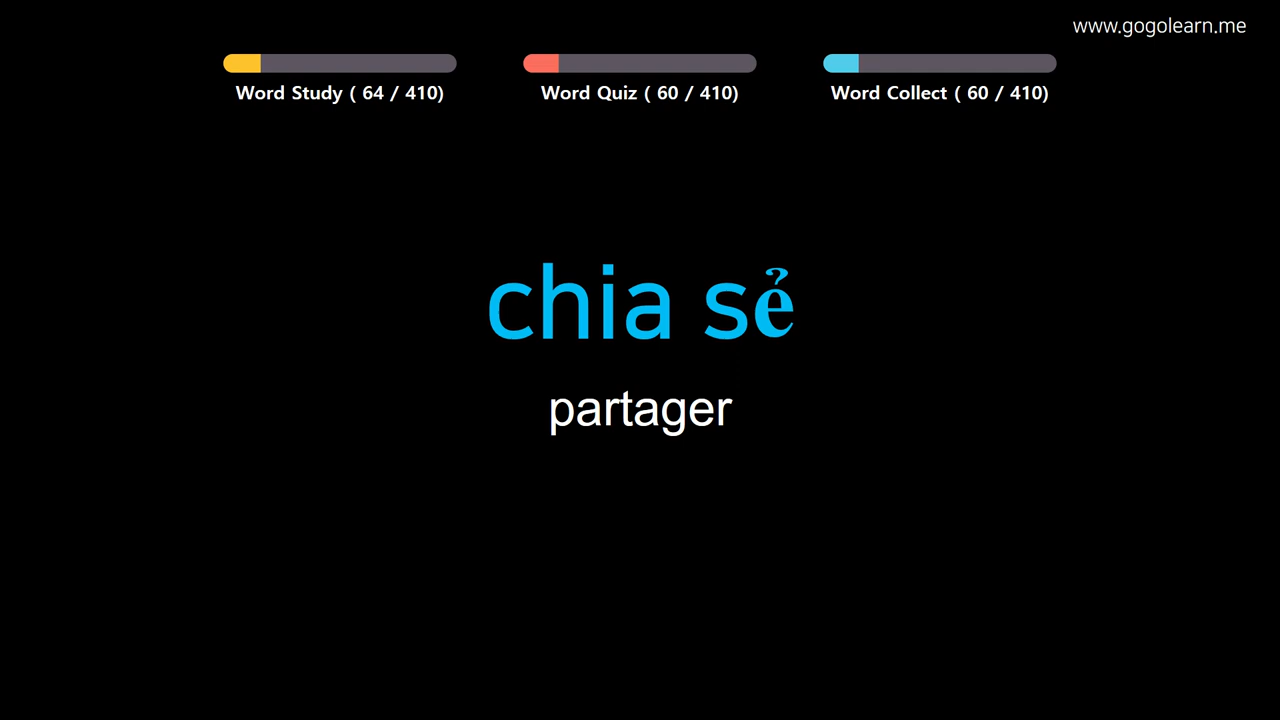 www.gogolearn.me
Word Study ( 64 / 410)
Word Quiz ( 60 / 410)
Word Collect ( 60 / 410)
chia sẻ
partager